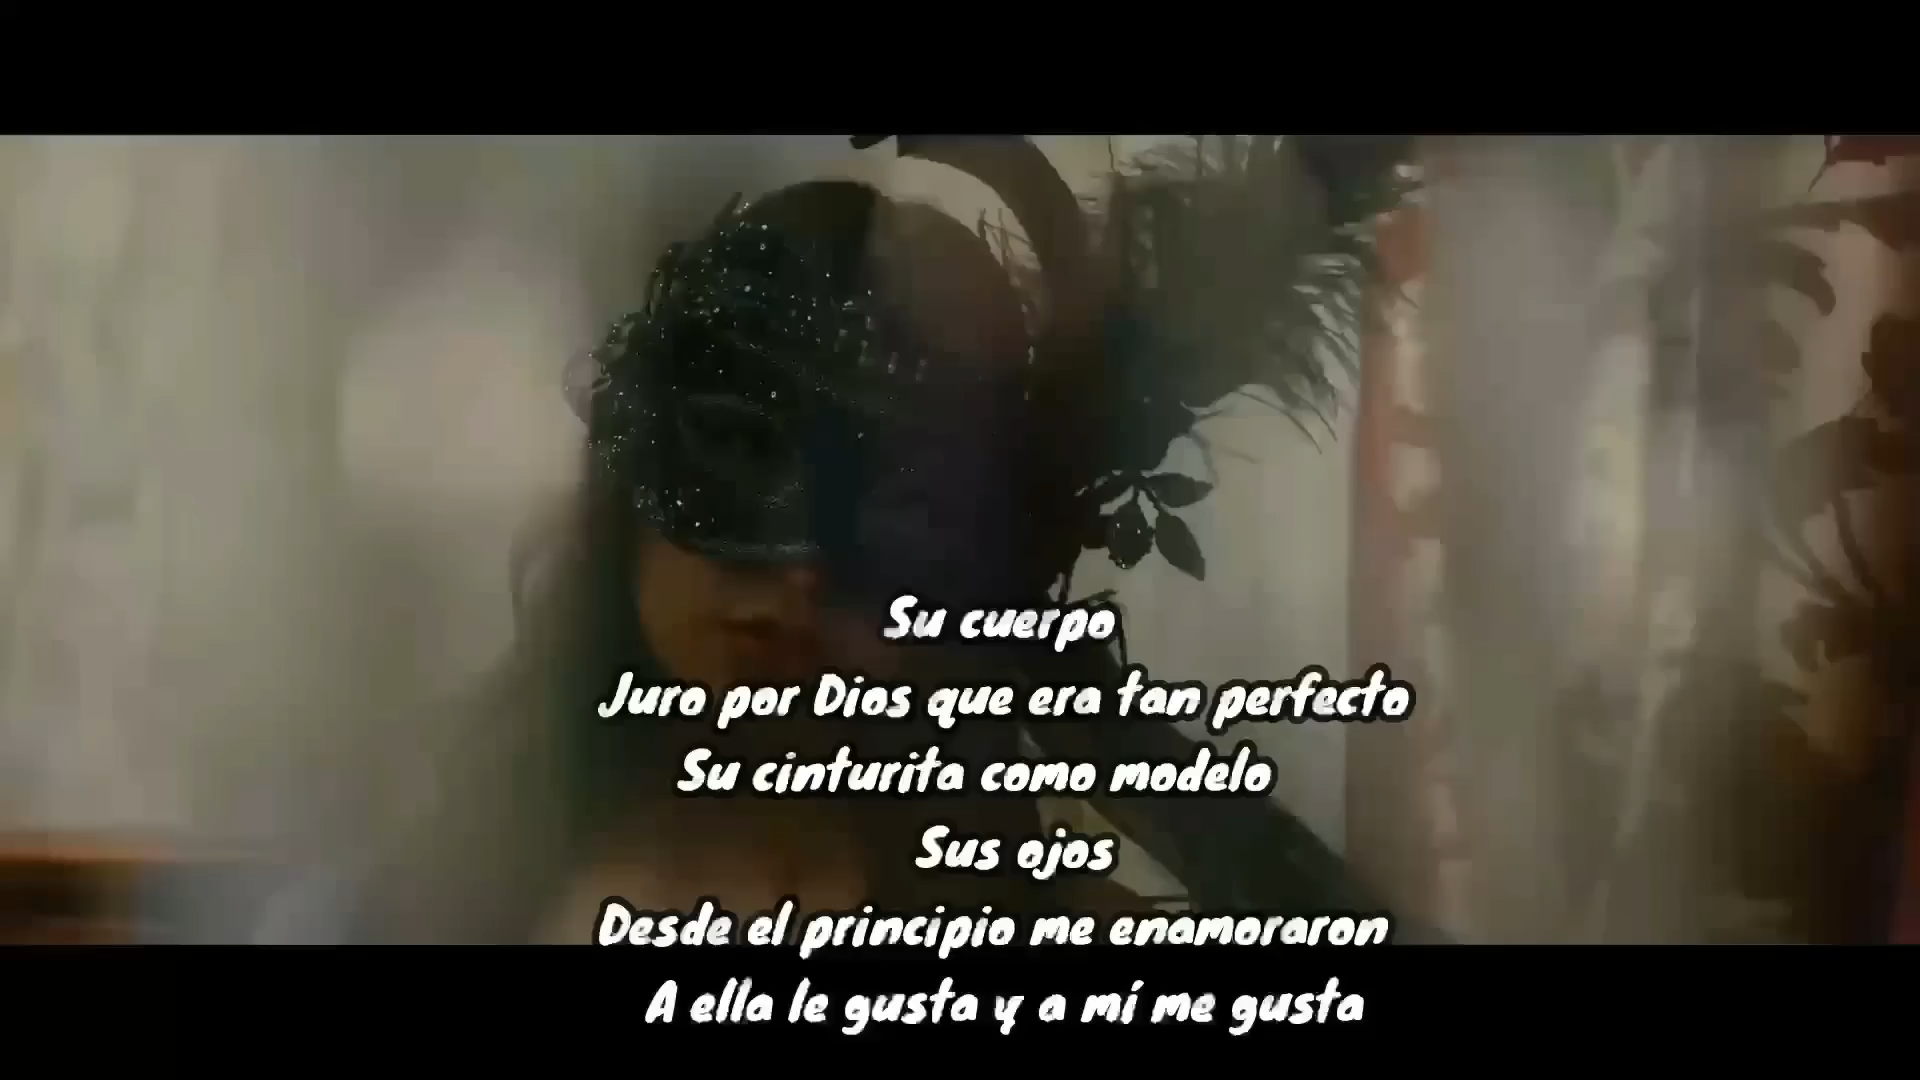 Su cuerpo
Juro por Dios que era tan perfecto
Su cinturita como modelo
Sus ojos
Desde el principio me enamoraron
A ella le gusta y a mí me gusta